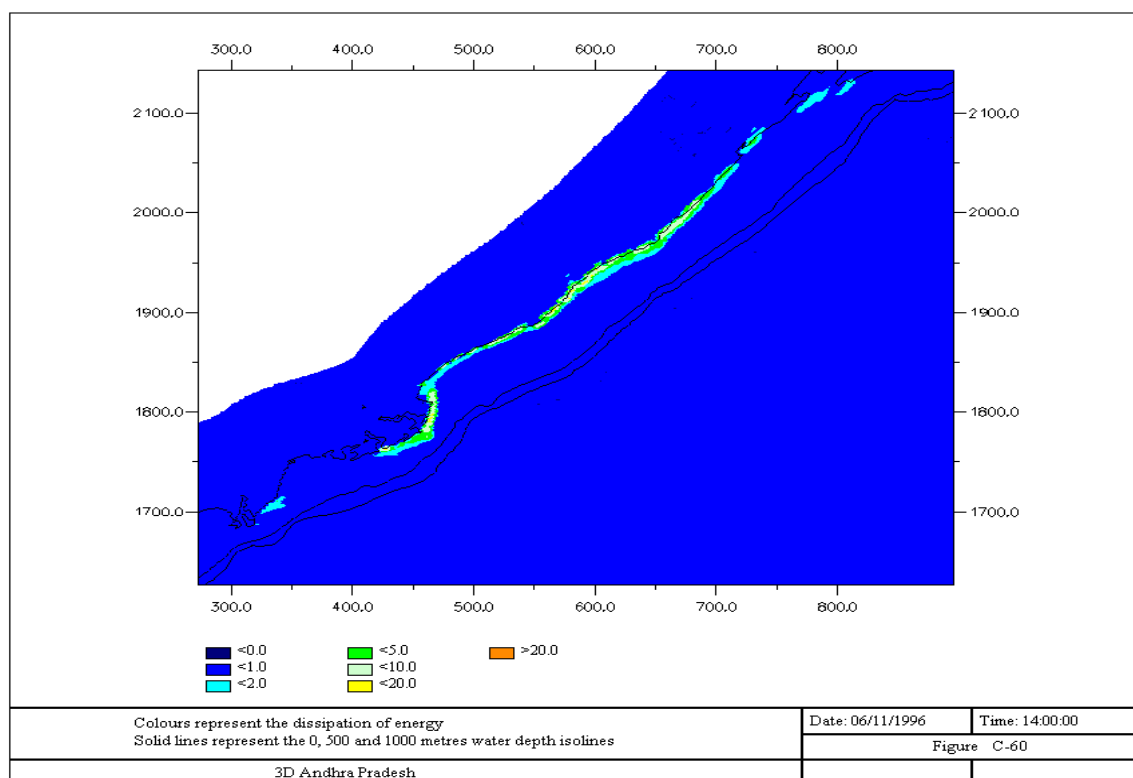 300.0 400.0 500.0 600.0 700.0 800.0
2100.0 2100.0
2000.0 2000.0
1900.0 1900.0
1800.0 1800.0
1700.0 1700.0
300.0 400.0 500.0 600.0 700.0 800.0
<0.0 <5.0 >20.0
<1.0 <10.0
<2.0 <20.0
Colours represent the dissipation of energy
Solid lines represent the 0, 500 and 1000 metres water depth isolines
Date: 06/11/1996 Time: 14:00:00
Figure C-60
3D Andhra Pradesh